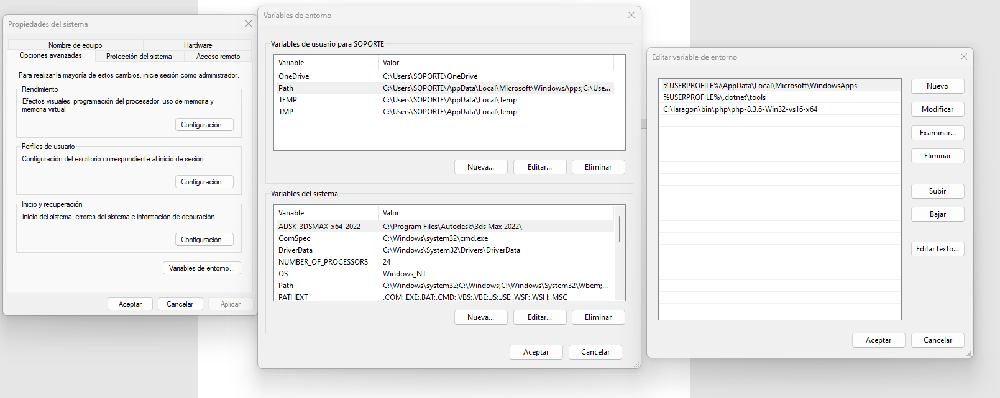 Propiedades del sistema
Nombre de equipo
Hardware
Opciones avanzadas
Protección del sistema
Acceso remoto
Para realizar la mayoría de estos cambios, inicie sesión como administrador.
Rendimiento
Efectos visuales, programación del procesador, uso de memoria y
memoria virtual
Configuración...
Perfiles de usuario
Configuración del escritorio correspondiente al inicio de sesión
Configuración...
Inicio y recuperación
Inicio del sistema, errores del sistema e información de depuración
Configuración...
Variables de entorno...
Aceptar
Cancelar
Aplicar
Variables de entorno
Variables de usuario para SOPORTE
Variable Valor
OneDrive C:\Users\SOPORTE\OneDrive
Path C:\Users\SOPORTE\AppData\Local\Microsoft\WindowsApps;C:\Use...
TEMP C:\Users\SOPORTE\AppData\Local\Temp
TMP C:\Users\SOPORTE\AppData\Local\Temp
Nueva...
Editar...
Eliminar
Variables del sistema
Variable Valor
ADSK_3DSMAX_x64_2022 C:\Program Files\Autodesk\3ds Max 2022\
ComSpec C:\Windows\system32\cmd.exe
DriverData C:\Windows\System32\Drivers\DriverData
NUMBER_OF_PROCESSORS 24
OS Windows_NT
Path C:\Windows\system32;C:\Windows;C:\Windows\System32\Wbem;...
PATHEXT .COM;.EXE;.BAT;.CMD;.VBS;.VBE;.JS;.JSE;.WSF;.WSH;.MSC
Nueva...
Editar...
Eliminar
Aceptar
Cancelar
Editar variable de entorno
%USERPROFILE%\AppData\Local\Microsoft\WindowsApps
%USERPROFILE%\.dotnet\tools
C:\laragon\bin\php\php-8.3.6-Win32-vs16-x64
Nuevo
Modificar
Examinar...
Eliminar
Subir
Bajar
Editar texto...
Aceptar
Cancelar